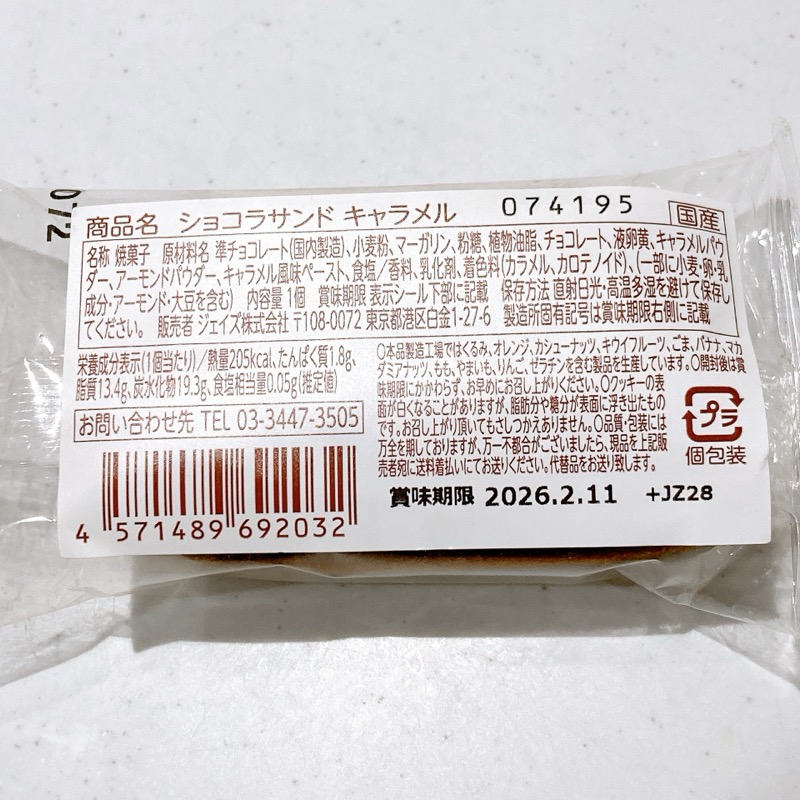 072
商品名 ショコラサンド キャラメル 074195 国産
名称 焼菓子 原材料名 準チョコレート(国内製造)、小麦粉、マーガリン、粉糖、植物油脂、チョコレート、液卵黄、キャラメルパウ
ダー、アーモンドパウダー、キャラメル風味ペースト、食塩／香料、乳化剤、着色料(カラメル、カロテノイド)、(一部に小麦・卵・乳
成分・アーモンド・大豆を含む) 内容量 1個 賞味期限 表示シール下部に記載 保存方法 直射日光・高温多湿を避けて保存し
てください。 販売者 ジェイズ株式会社 〒108-0072 東京都港区白金1-27-6 製造所固有記号は賞味期限右側に記載
栄養成分表示(1個当たり)／熱量205kcal、たんぱく質1.8g、
脂質13.4g、炭水化物19.3g、食塩相当量0.05g(推定値)
お問い合わせ先 TEL 03-3447-3505
4 571489 692032
○本品製造工場ではくるみ、オレンジ、カシューナッツ、キウイフルーツ、ごま、バナナ、マカ
ダミアナッツ、もも、やまいも、りんご、ゼラチンを含む製品を生産しています。○開封後は賞
味期限にかかわらず、お早めにお召し上がりください。○クッキーの表
面が白くなることがありますが、脂肪分や糖分が表面に浮き出たもの
です。お召し上がり頂いてもさしつかえありません。○品質・包装には
万全を期しておりますが、万一不都合がございましたら、現品を上記販
売者宛に送料着払いにてお送りください。代替品をお送り致します。
プラ
個包装
賞味期限 2026.2.11 +JZ28